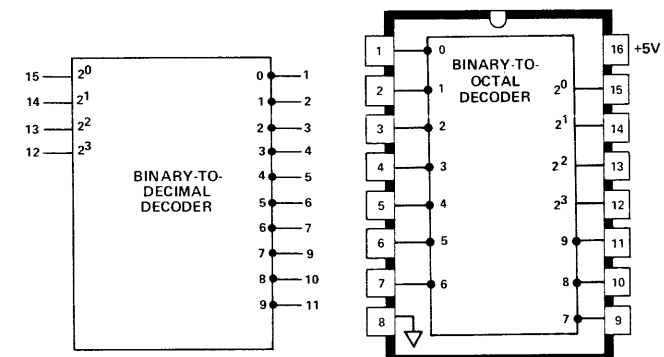 15 2⁰ 0 1
14 2¹ 1 2
13 2² 2 3
12 2³ 3 4
BINARY-TO-
DECIMAL
DECODER
4 5
5 6
6 7
7 9
8 10
9 11
1 0 16 +5V
BINARY-TO-
OCTAL
DECODER
2 1 2⁰ 15
3 2 2¹ 14
4 3 2² 13
5 4 2³ 12
6 5 9 11
7 6 8 10
8 7 9